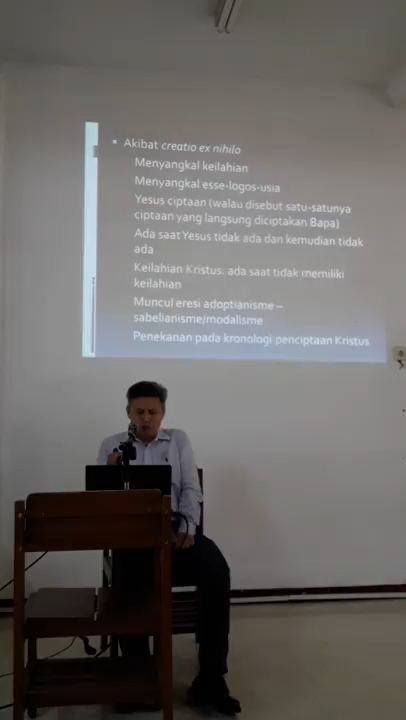 Akibat creatio ex nihilo
Menyangkal keilahian
Menyangkal esse-logos-usia
Yesus ciptaan (walau disebut satu-satunya
ciptaan yang langsung diciptakan Bapa)
Ada saat Yesus tidak ada dan kemudian tidak
ada
Keilahian Kristus: ada saat tidak memiliki
keilahian
Muncul eresi adoptianisme –
sabelianisme/modalisme
Penekanan pada kronologi penciptaan Kristus